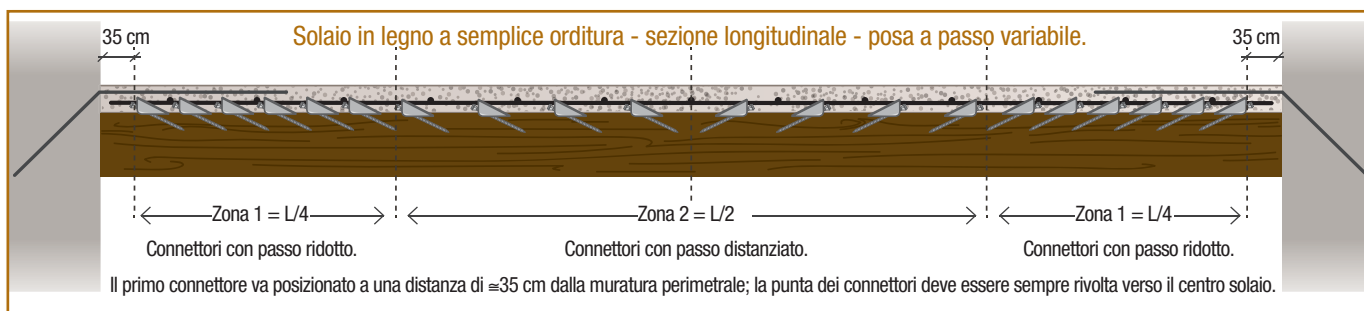 Solaio in legno a semplice orditura - sezione longitudinale - posa a passo variabile.
35 cm
35 cm
Zona 1 = L/4
Zona 2 = L/2
Zona 1 = L/4
Connettori con passo ridotto.
Connettori con passo distanziato.
Connettori con passo ridotto.
Il primo connettore va posizionato a una distanza di ≅35 cm dalla muratura perimetrale; la punta dei connettori deve essere sempre rivolta verso il centro solaio.